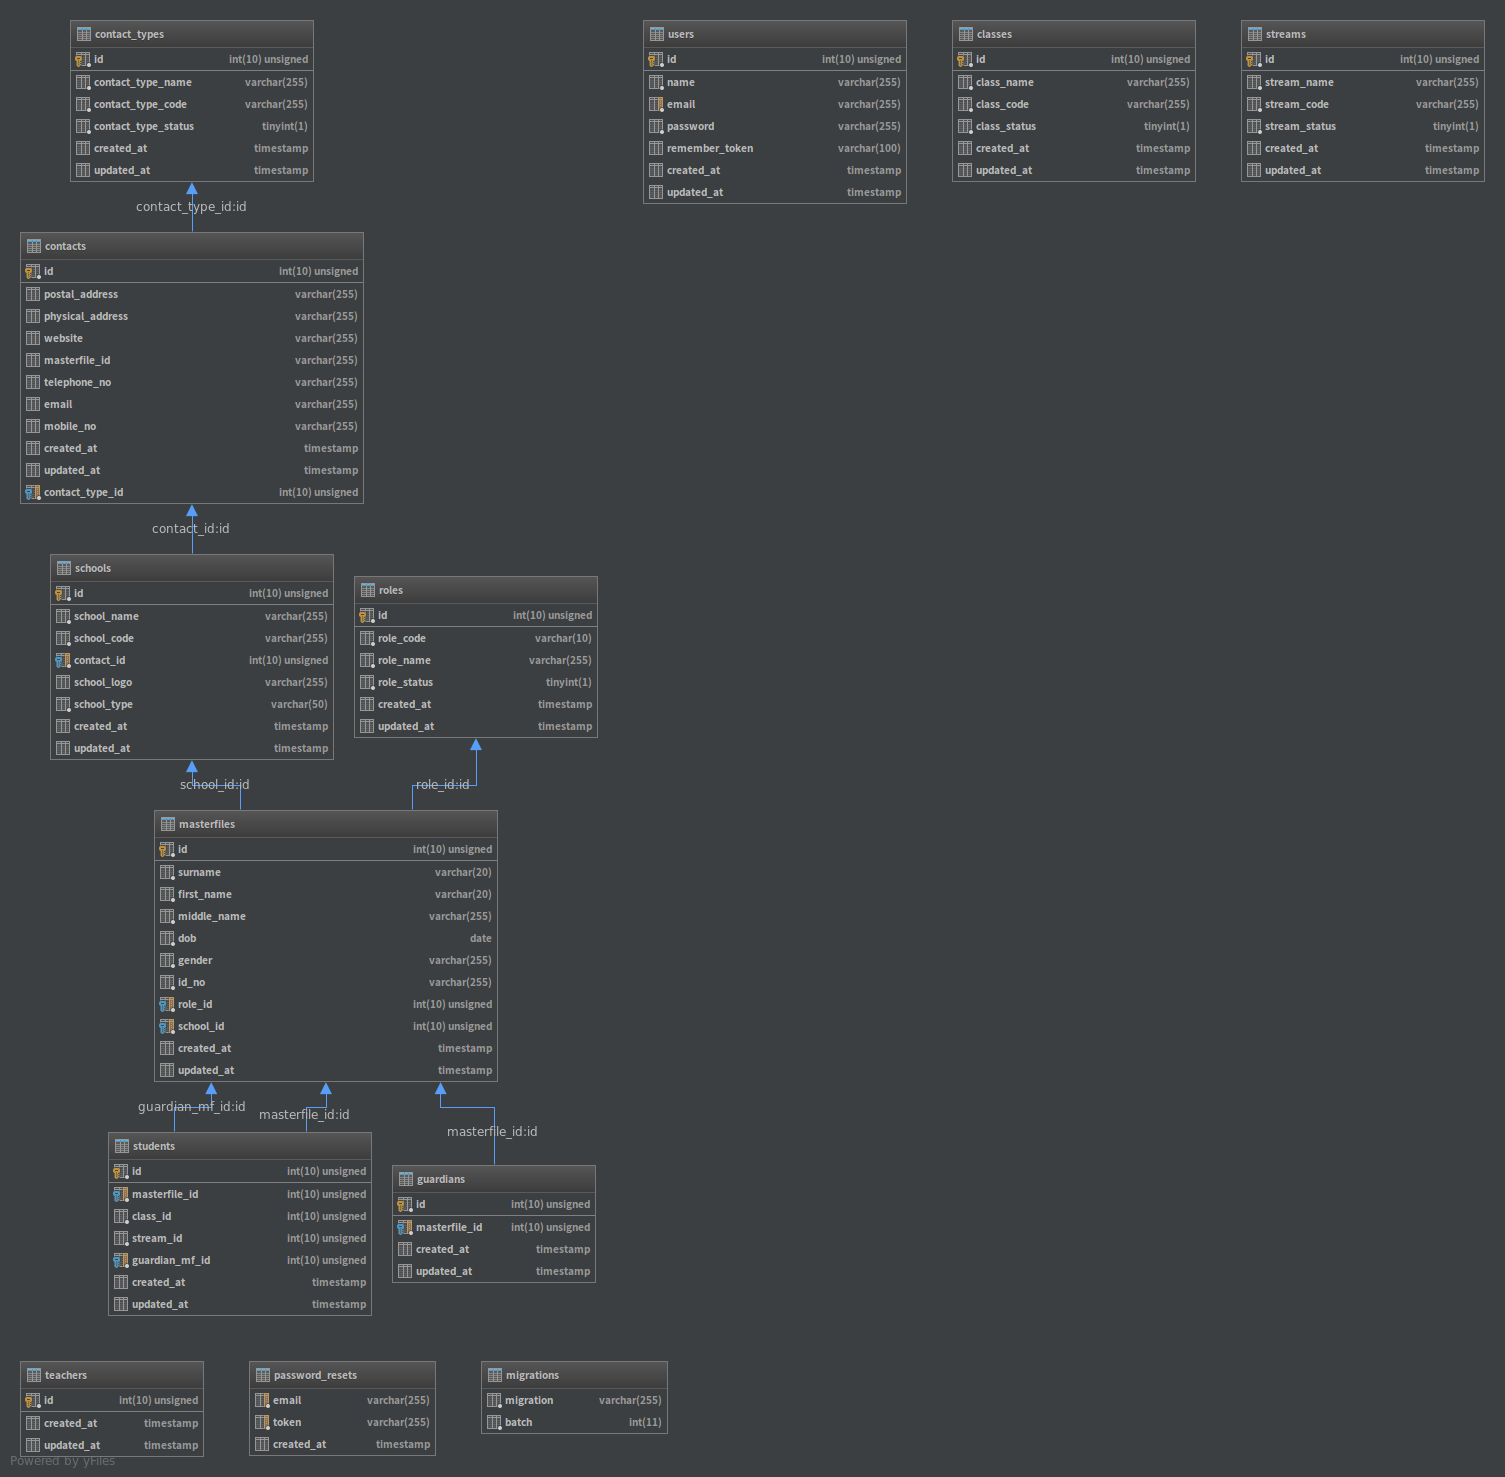 contact_types
id int(10) unsigned
contact_type_name varchar(255)
contact_type_code varchar(255)
contact_type_status tinyint(1)
created_at timestamp
updated_at timestamp
users
id int(10) unsigned
name varchar(255)
email varchar(255)
password varchar(255)
remember_token varchar(100)
created_at timestamp
updated_at timestamp
classes
id int(10) unsigned
class_name varchar(255)
class_code varchar(255)
class_status tinyint(1)
created_at timestamp
updated_at timestamp
streams
id int(10) unsigned
stream_name varchar(255)
stream_code varchar(255)
stream_status tinyint(1)
created_at timestamp
updated_at timestamp
contact_type_id:id
contacts
id int(10) unsigned
postal_address varchar(255)
physical_address varchar(255)
website varchar(255)
masterfile_id varchar(255)
telephone_no varchar(255)
email varchar(255)
mobile_no varchar(255)
created_at timestamp
updated_at timestamp
contact_type_id int(10) unsigned
contact_id:id
schools
id int(10) unsigned
school_name varchar(255)
school_code varchar(255)
contact_id int(10) unsigned
school_logo varchar(255)
school_type varchar(50)
created_at timestamp
updated_at timestamp
roles
id int(10) unsigned
role_code varchar(10)
role_name varchar(255)
role_status tinyint(1)
created_at timestamp
updated_at timestamp
school_id:id
role_id:id
masterfiles
id int(10) unsigned
surname varchar(20)
first_name varchar(20)
middle_name varchar(255)
dob date
gender varchar(255)
id_no varchar(255)
role_id int(10) unsigned
school_id int(10) unsigned
created_at timestamp
updated_at timestamp
guardian_mf_id:id
masterfile_id:id
masterfile_id:id
students
id int(10) unsigned
masterfile_id int(10) unsigned
class_id int(10) unsigned
stream_id int(10) unsigned
guardian_mf_id int(10) unsigned
created_at timestamp
updated_at timestamp
guardians
id int(10) unsigned
masterfile_id int(10) unsigned
created_at timestamp
updated_at timestamp
teachers
id int(10) unsigned
created_at timestamp
updated_at timestamp
password_resets
email varchar(255)
token varchar(255)
created_at timestamp
migrations
migration varchar(255)
batch int(11)
Powered by yFiles